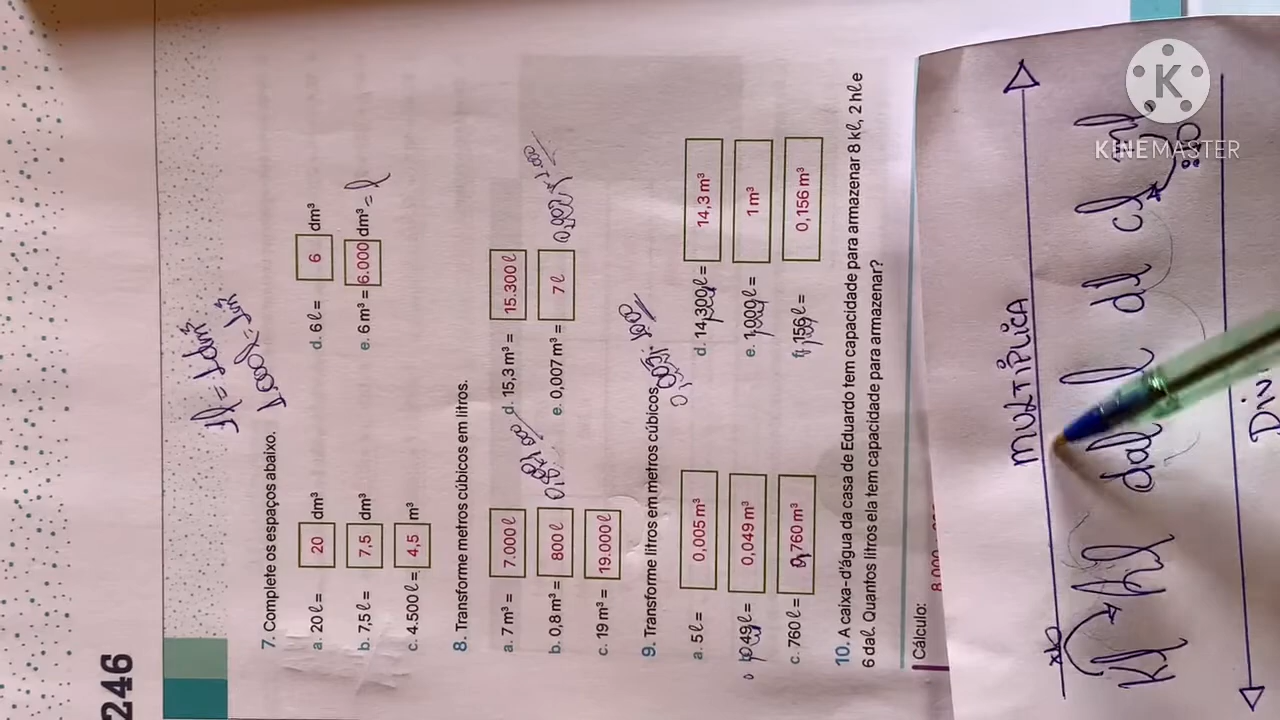 246
1l = 1dm³
1.000l = 1m³
7. Complete os espaços abaixo.
a. 20 ℓ = 20 dm³
d. 6 ℓ = 6 dm³
b. 7,5 ℓ = 7,5 dm³
e. 6 m³ = 6.000 dm³ = l
c. 4.500 ℓ = 4,5 m³
8. Transforme metros cúbicos em litros.
a. 7 m³ = 7.000 ℓ
d. 15,3 m³ = 15.300 ℓ
b. 0,8 m³ = 800 ℓ
e. 0,007 m³ = 7 ℓ
c. 19 m³ = 19.000 ℓ
9. Transforme litros em metros cúbicos.
a. 5 ℓ = 0,005 m³
d. 14.300 ℓ = 14,3 m³
b. 49 ℓ = 0,049 m³
e. 1.000 ℓ = 1 m³
c. 760 ℓ = 0,760 m³
f. 156 ℓ = 0,156 m³
10. A caixa-d'água da casa de Eduardo tem capacidade para armazenar 8 kℓ, 2 hℓ e
6 daℓ. Quantos litros ela tem capacidade para armazenar?
Cálculo:
MULTIPLICA
x10
Kl hl dal l dl cl ml
:10
K
KINEMASTER